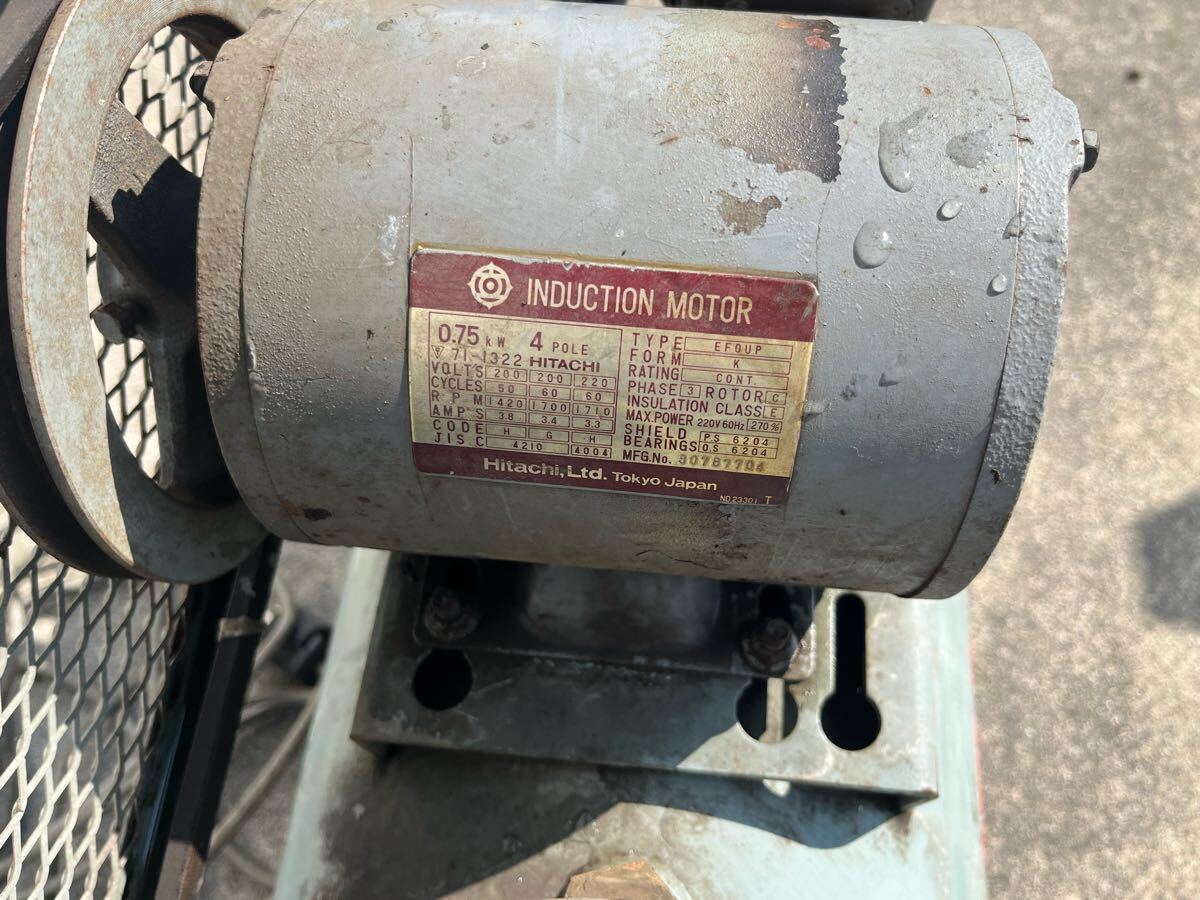 INDUCTION MOTOR
0.75 kW 4 POLE
71-1322 HITACHI
VOLTS 200 200 220
CYCLES 50 60 60
R P M 1420 1700 1710
AMP'S 3.8 3.4 3.3
CODE H G H
JIS C 4210 4004
TYPE EFOUP
FORM K
RATING CONT.
PHASE 3 ROTOR C
INSULATION CLASS E
MAX.POWER 220V 60Hz 270%
SHIELD BEARINGS P.S 6204
O.S 6204
MFG.No.
Hitachi, Ltd. Tokyo Japan
ND23301 T